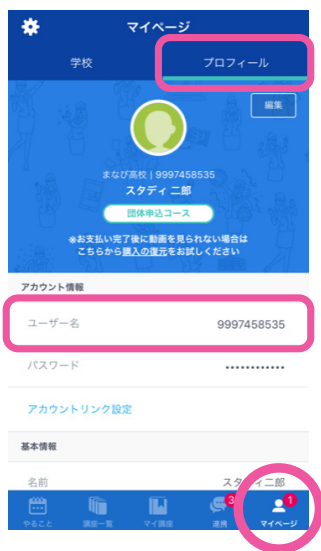 マイページ
学校 プロフィール
編集
まなび高校 | 9997458535
スタディ 二郎
団体申込コース
※お支払い完了後に動画を見られない場合は
こちらから購入の復元をお試しください
アカウント情報
ユーザー名 9997458535
パスワード ••••••••••••
アカウントリンク設定
基本情報
名前 スタディ二郎
3 1
やること 講座一覧 マイ講座 連携 マイページ